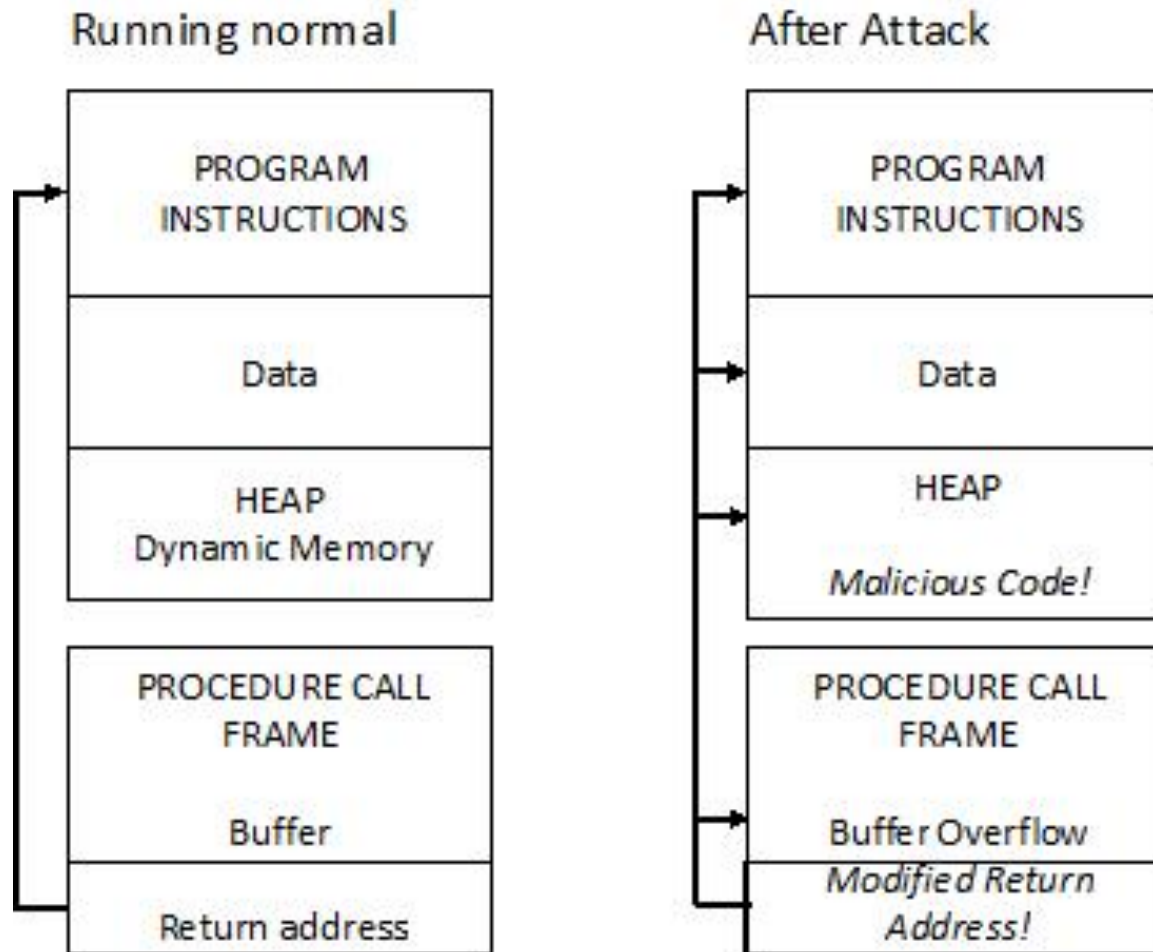 Running normal
PROGRAM
INSTRUCTIONS
Data
HEAP
Dynamic Memory
PROCEDURE CALL
FRAME
Buffer
Return address
After Attack
PROGRAM
INSTRUCTIONS
Data
HEAP
Malicious Code!
PROCEDURE CALL
FRAME
Buffer Overflow
Modified Return
Address!